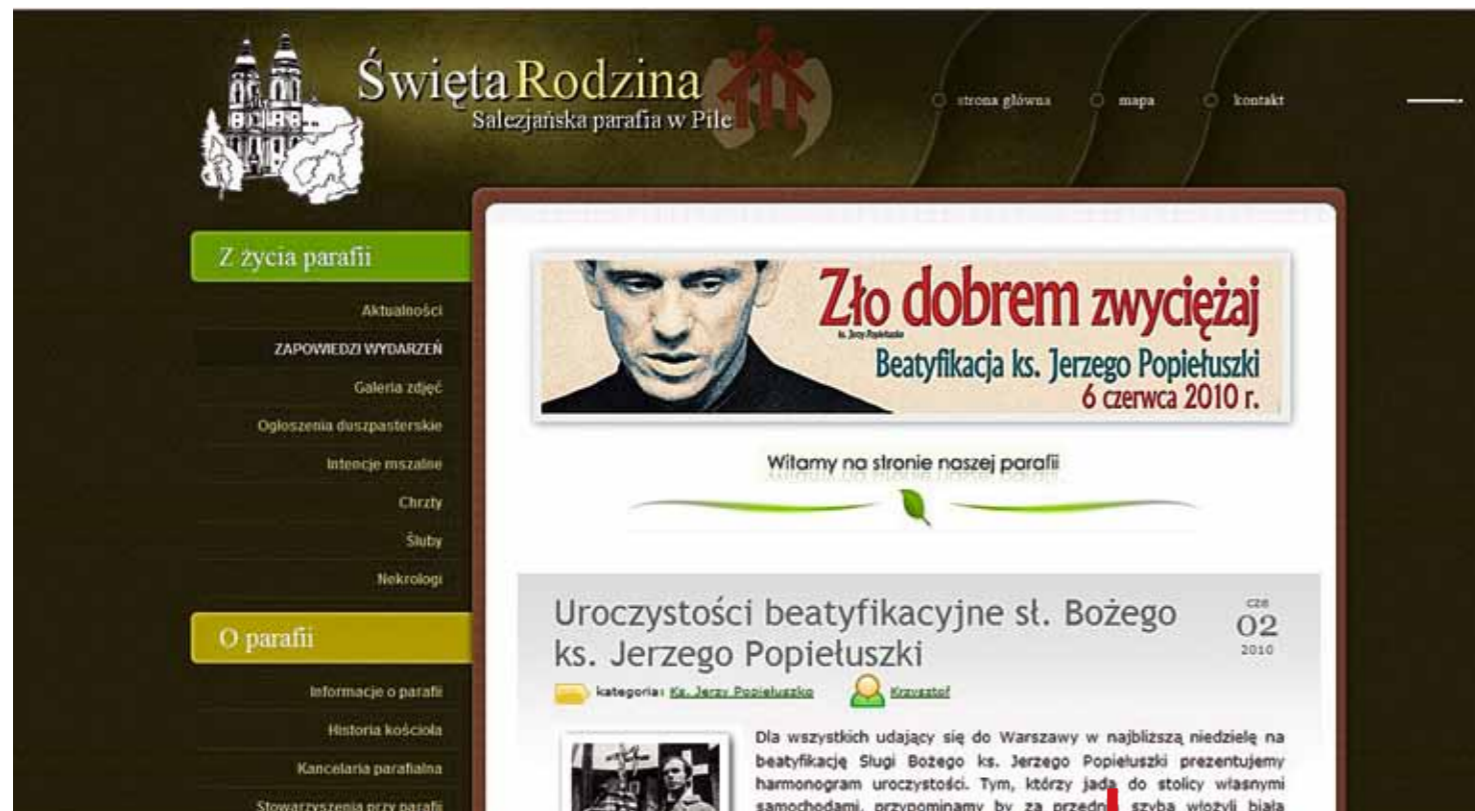 Święta Rodzina
Salezjańska parafia w Pile
strona główna
mapa
kontakt
Z życia parafii
Aktualności
ZAPOWIEDZI WYDARZEŃ
Galeria zdjęć
Ogłoszenia duszpasterskie
Intencje mszalne
Chrzty
Śluby
Nekrologi
O parafii
Informacje o parafii
Historia kościoła
Kancelaria parafialna
Stowarzyszenia przy parafii
Zło dobrem zwyciężaj
ks. Jerzy Popiełuszko
Beatyfikacja ks. Jerzego Popiełuszki
6 czerwca 2010 r.
Witamy na stronie naszej parafii
Uroczystości beatyfikacyjne sł. Bożego
ks. Jerzego Popiełuszki
cze
02
2010
kategoria: Ks. Jerzy Popiełuszko
Krzysztof
Dla wszystkich udający się do Warszawy w najbliższą niedzielę na
beatyfikację Sługi Bożego ks. Jerzego Popiełuszki prezentujemy
harmonogram uroczystości. Tym, którzy jadą do stolicy własnymi
samochodami, przypominamy by za szybą włożyli białą